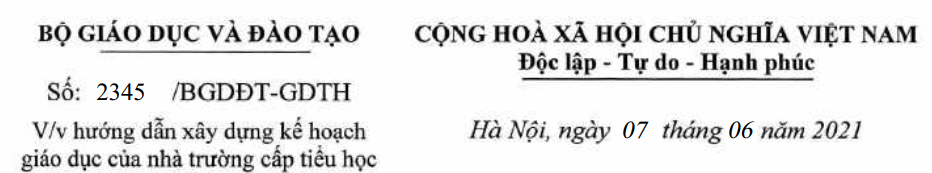 BỘ GIÁO DỤC VÀ ĐÀO TẠO
Số: 2345 /BGDĐT-GDTH
V/v hướng dẫn xây dựng kế hoạch
giáo dục của nhà trường cấp tiểu học
CỘNG HOÀ XÃ HỘI CHỦ NGHĨA VIỆT NAM
Độc lập - Tự do - Hạnh phúc
Hà Nội, ngày 07 tháng 06 năm 2021